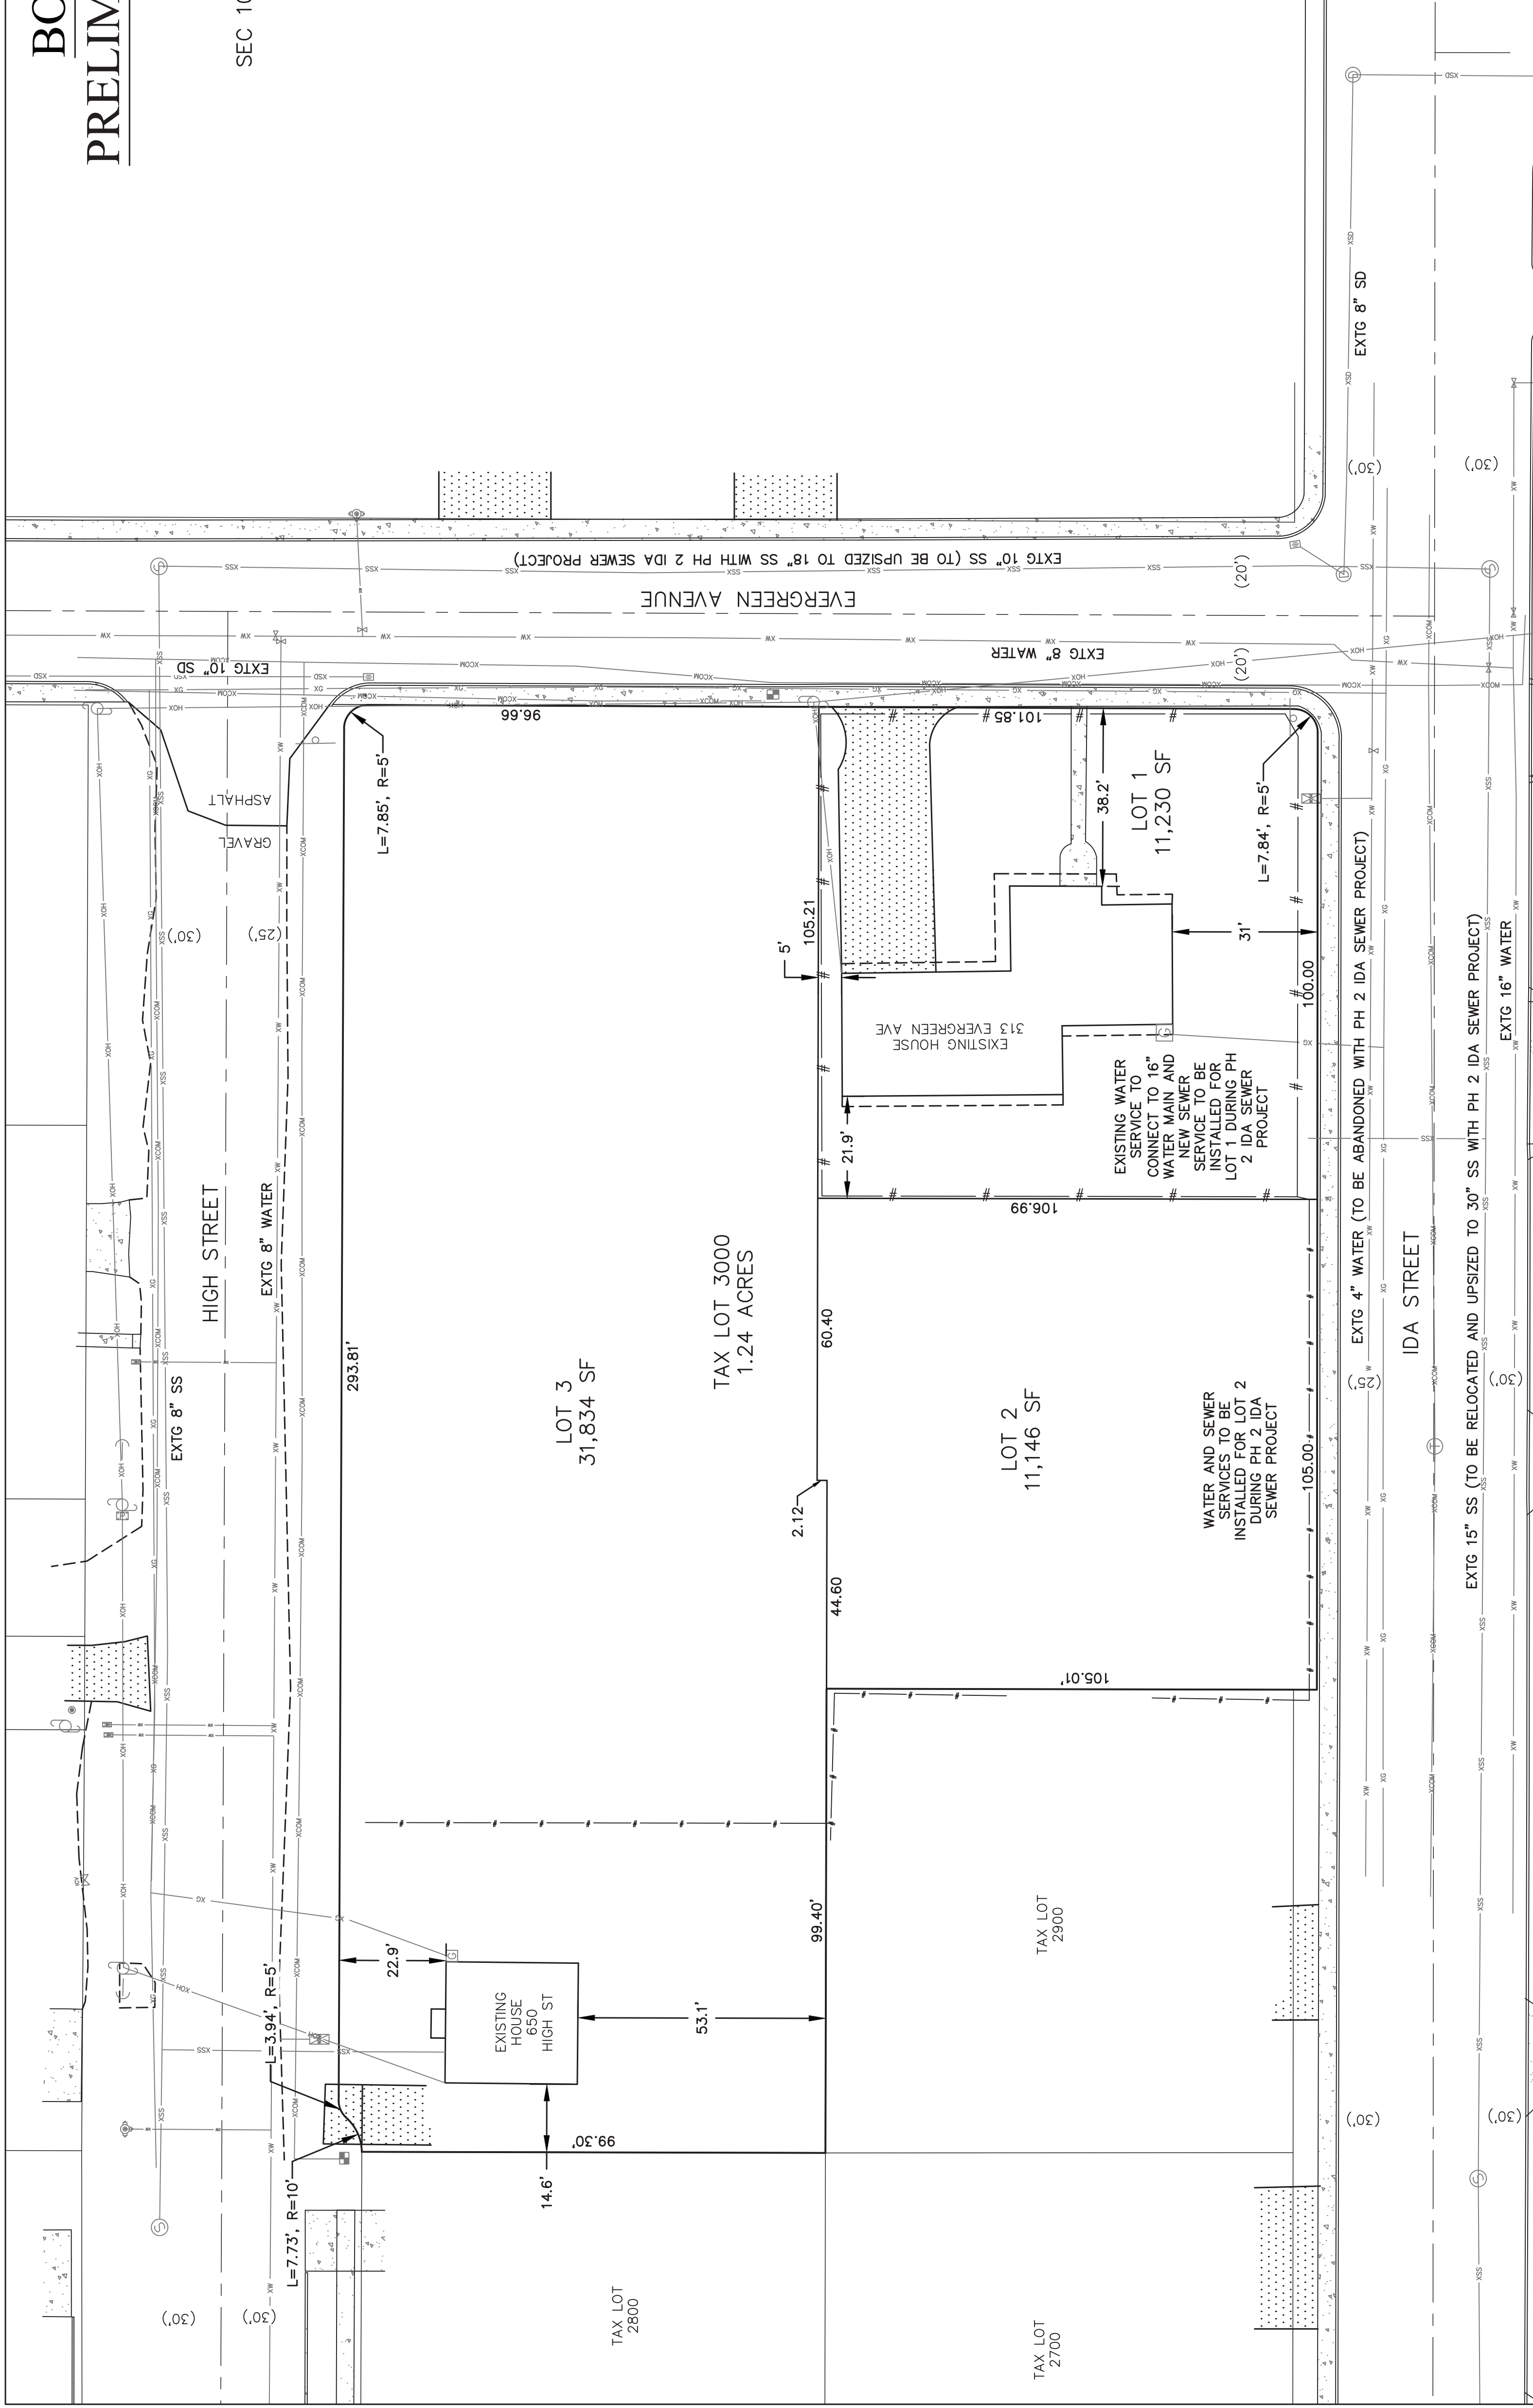 BO
PRELIM
SEC 10
HIGH STREET
EXTG 8" SS
EXTG 8" WATER
EXTG 10" SD
ASPHALT
GRAVEL
(30')
(25')
(30')
(30')
EVERGREEN AVENUE
EXTG 10" SS (TO BE UPSIZED TO 18" SS WITH PH 2 IDA SEWER PROJECT)
EXTG 8" WATER
(20')
(20')
L=3.94', R=5'
L=7.73', R=10'
293.81'
L=7.85', R=5'
96.66
LOT 3
31,834 SF
TAX LOT 3000
1.24 ACRES
22.9'
EXISTING
HOUSE
650
HIGH ST
53.1'
14.6'
99.30'
99.40'
44.60
2.12
60.40
105.21
5'
21.9'
101.85
38.2'
LOT 1
11,230 SF
L=7.84', R=5'
31'
100.00
EXISTING HOUSE
313 EVERGREEN AVE
EXISTING WATER
SERVICE TO
CONNECT TO 16"
WATER MAIN AND
NEW SEWER
SERVICE TO BE
INSTALLED FOR
LOT 1 DURING PH
2 IDA SEWER
PROJECT
106.99
LOT 2
11,146 SF
WATER AND SEWER
SERVICES TO BE
INSTALLED FOR LOT 2
DURING PH 2 IDA
SEWER PROJECT
105.00
105.01'
TAX LOT
2900
TAX LOT
2800
TAX LOT
2700
EXTG 4" WATER (TO BE ABANDONED WITH PH 2 IDA SEWER PROJECT)
EXTG 8" SD
IDA STREET
(30')
(25')
(30')
(30')
(30')
(30')
EXTG 15" SS (TO BE RELOCATED AND UPSIZED TO 30" SS WITH PH 2 IDA SEWER PROJECT)
EXTG 16" WATER